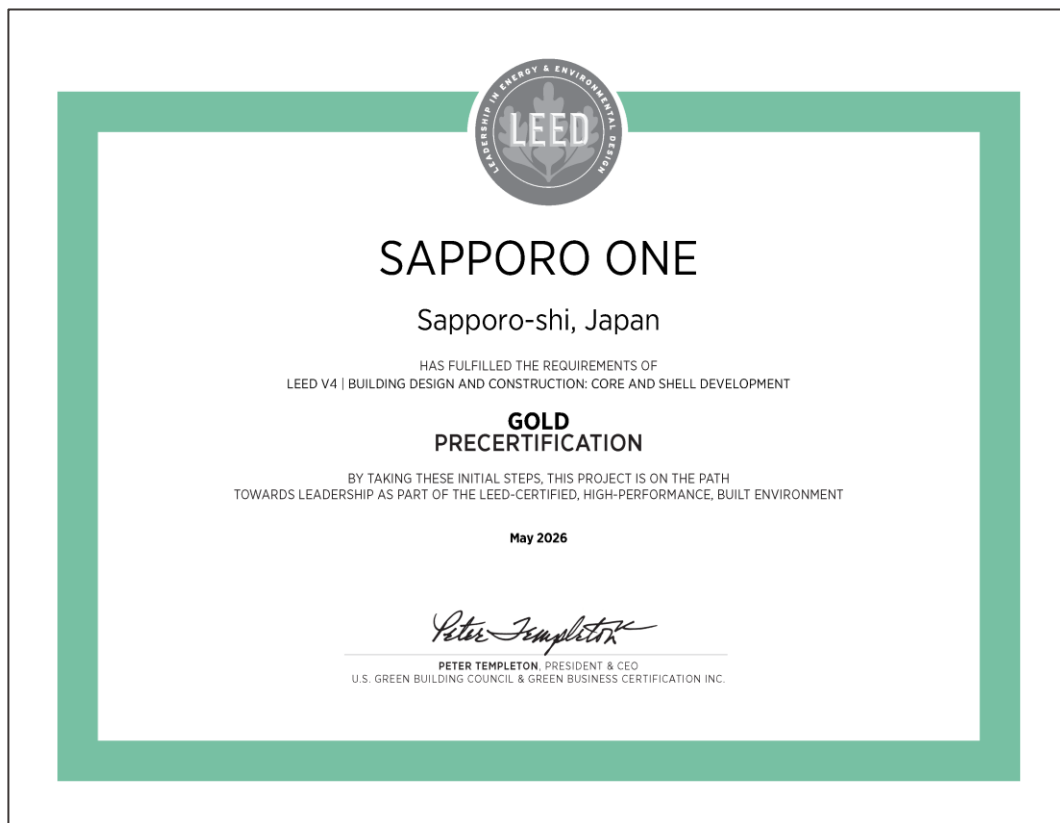 LEADERSHIP IN ENERGY & ENVIRONMENTAL DESIGN
LEED
SAPPORO ONE
Sapporo-shi, Japan
HAS FULFILLED THE REQUIREMENTS OF
LEED V4 | BUILDING DESIGN AND CONSTRUCTION: CORE AND SHELL DEVELOPMENT
GOLD
PRECERTIFICATION
BY TAKING THESE INITIAL STEPS, THIS PROJECT IS ON THE PATH
TOWARDS LEADERSHIP AS PART OF THE LEED-CERTIFIED, HIGH-PERFORMANCE, BUILT ENVIRONMENT
May 2026
Peter Templeton
PETER TEMPLETON, PRESIDENT & CEO
U.S. GREEN BUILDING COUNCIL & GREEN BUSINESS CERTIFICATION INC.